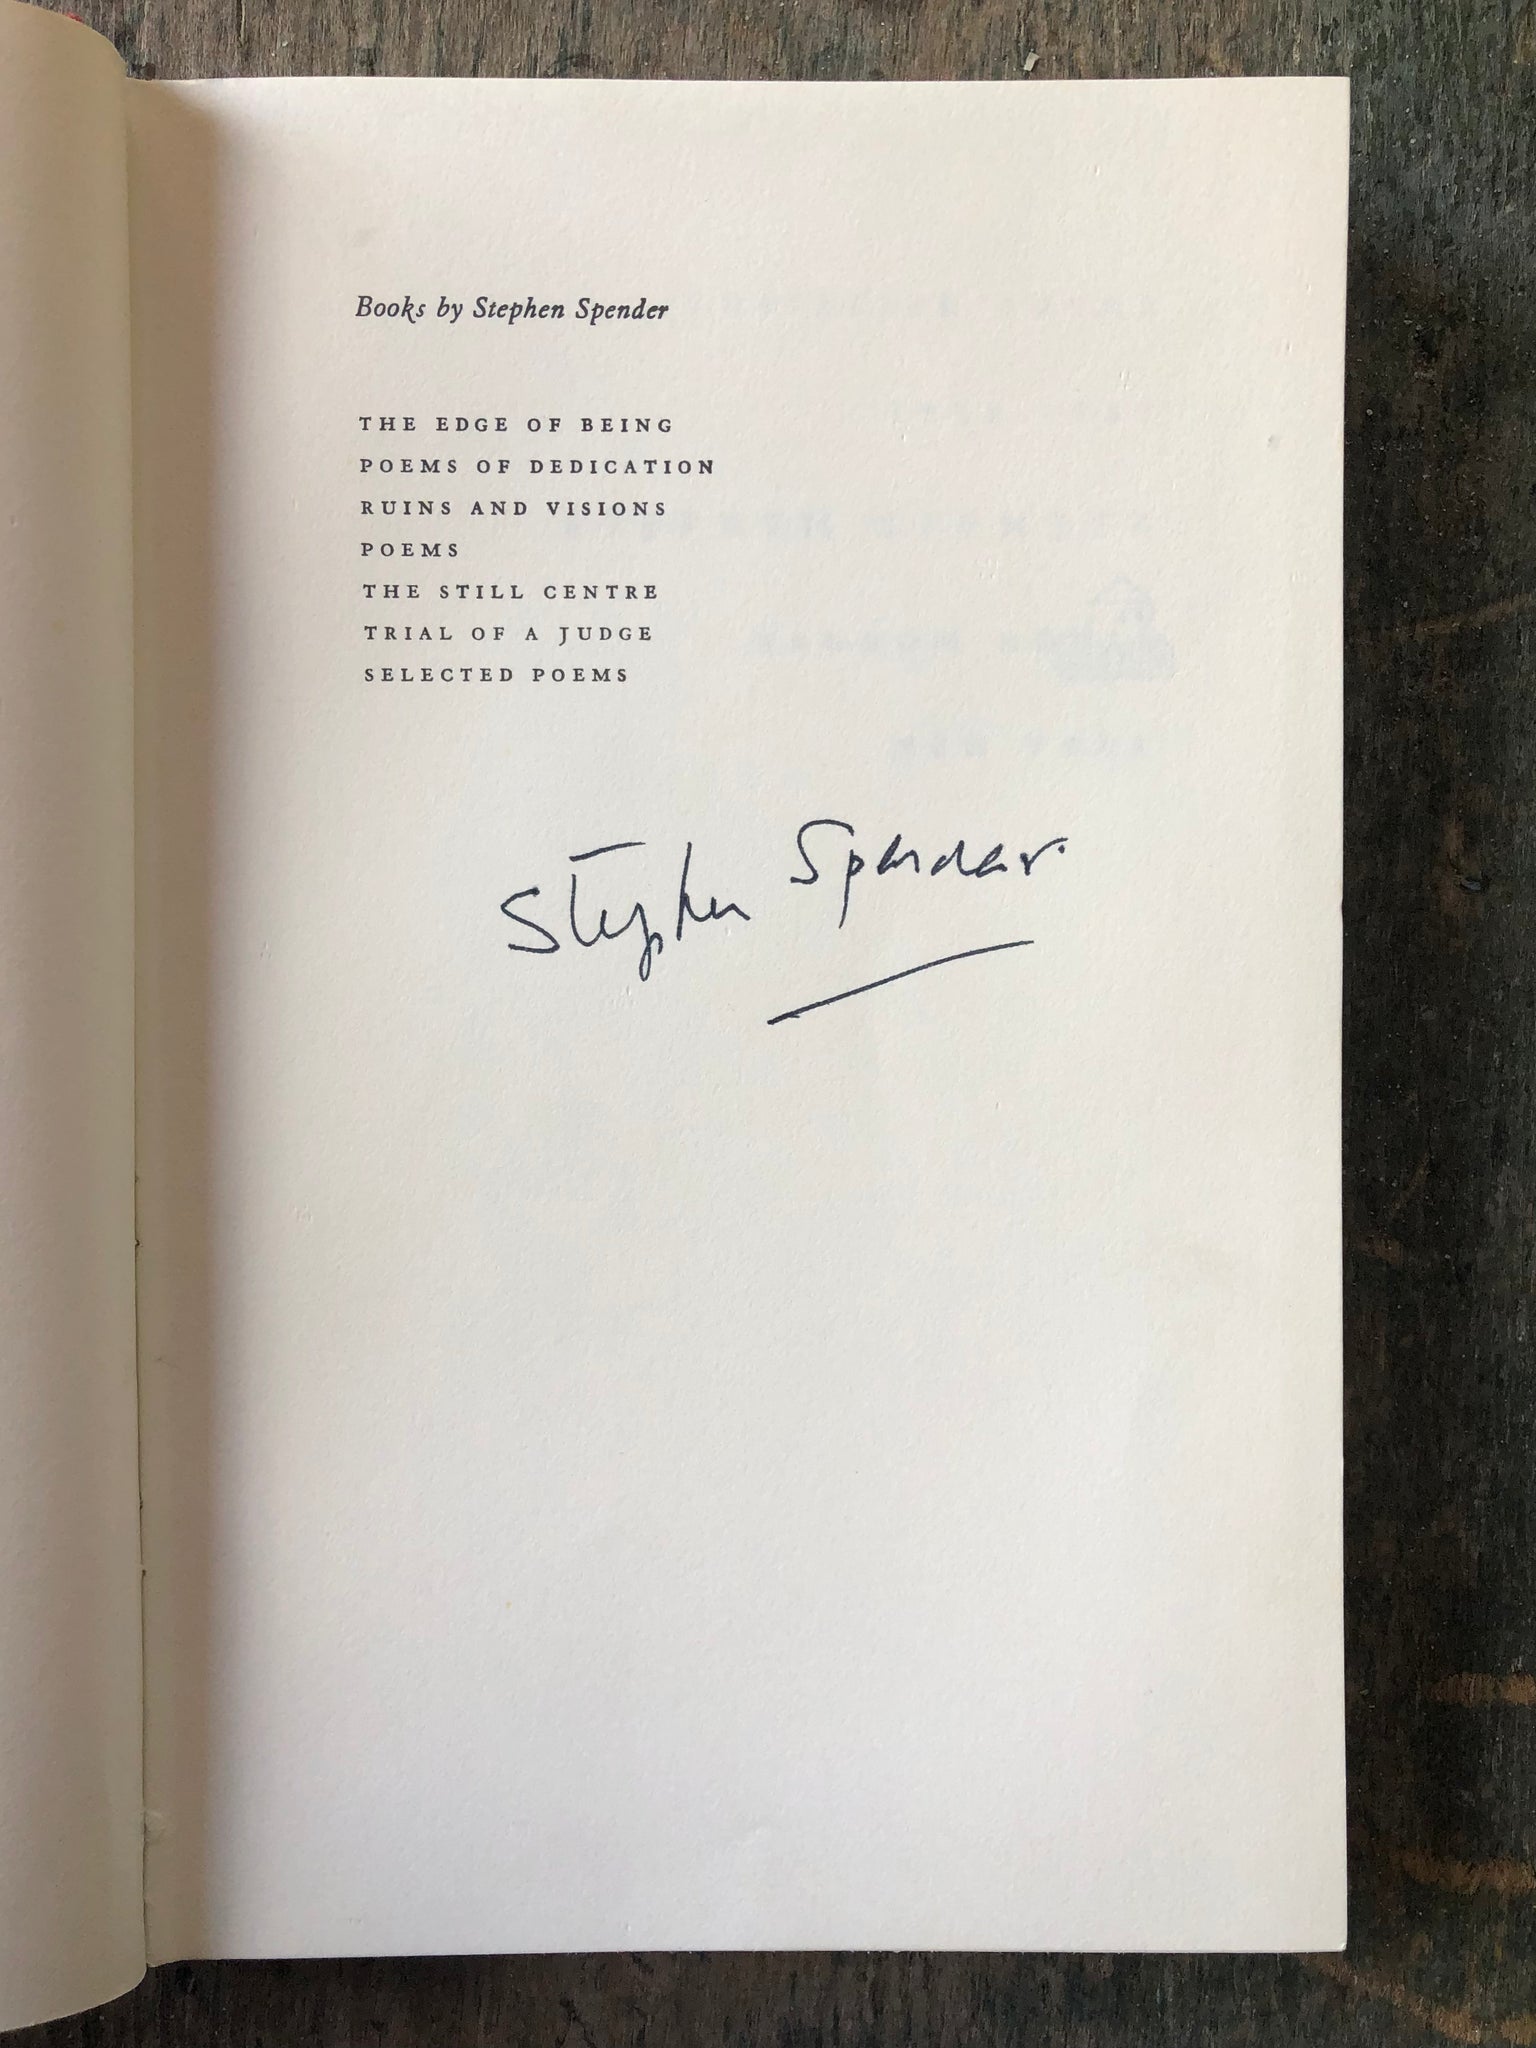 Books by Stephen Spender
THE EDGE OF BEING
POEMS OF DEDICATION
RUINS AND VISIONS
POEMS
THE STILL CENTRE
TRIAL OF A JUDGE
SELECTED POEMS
Stephen Spender.